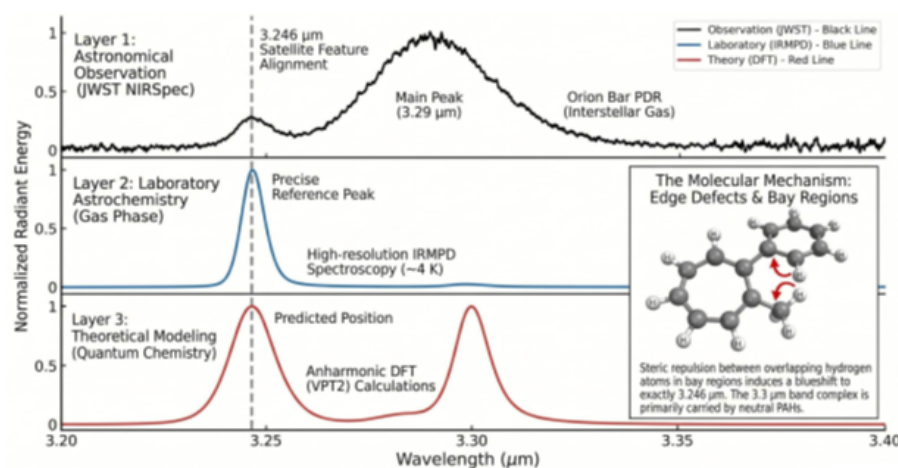 Layer 1:
Astronomical
Observation
(JWST NIRSpec)
3.246 µm
Satellite Feature
Alignment
Main Peak
(3.29 µm)
Orion Bar PDR
(Interstellar Gas)
Observation (JWST) - Black Line
Laboratory (IRMPD) - Blue Line
Theory (DFT) - Red Line
1
0.5
0
Layer 2: Laboratory
Astrochemistry
(Gas Phase)
Precise
Reference Peak
High-resolution IRMPD
Spectroscopy (~4 K)
1
0.5
0
Layer 3:
Theoretical Modeling
(Quantum Chemistry)
Predicted Position
Anharmonic DFT
(VPT2) Calculations
1
0.5
0
The Molecular Mechanism:
Edge Defects & Bay Regions
H
H
H
H
H
H
H
H
H
H
H
Steric repulsion between overlapping hydrogen
atoms in bay regions induces a blueshift to
exactly 3.246 µm. The 3.3 µm band complex is
primarily carried by neutral PAHs.
Normalized Radiant Energy
3.20
3.25
3.30
3.35
3.40
Wavelength (µm)